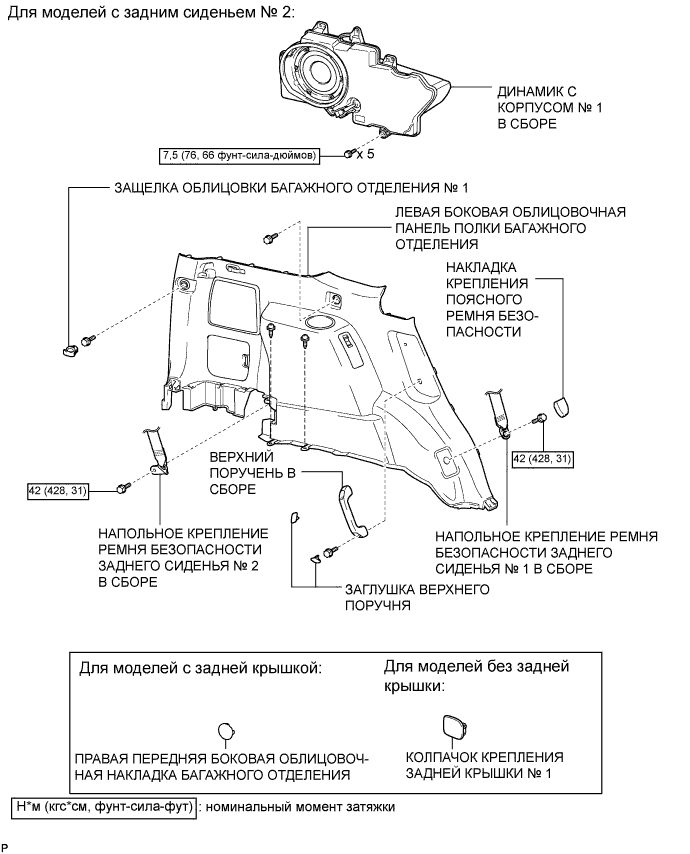 Для моделей с задним сиденьем № 2:
ДИНАМИК С
КОРПУСОМ № 1
В СБОРЕ
7,5 (76, 66 фунт-сила-дюймов)
x 5
ЗАЩЕЛКА ОБЛИЦОВКИ БАГАЖНОГО ОТДЕЛЕНИЯ № 1
ЛЕВАЯ БОКОВАЯ ОБЛИЦОВОЧНАЯ
ПАНЕЛЬ ПОЛКИ БАГАЖНОГО
ОТДЕЛЕНИЯ
НАКЛАДКА
КРЕПЛЕНИЯ
ПОЯСНОГО
РЕМНЯ БЕЗО-
ПАСНОСТИ
42 (428, 31)
ВЕРХНИЙ
ПОРУЧЕНЬ В
СБОРЕ
42 (428, 31)
НАПОЛЬНОЕ КРЕПЛЕНИЕ
РЕМНЯ БЕЗОПАСНОСТИ
ЗАДНЕГО СИДЕНЬЯ № 2
В СБОРЕ
НАПОЛЬНОЕ КРЕПЛЕНИЕ РЕМНЯ
БЕЗОПАСНОСТИ ЗАДНЕГО
СИДЕНЬЯ № 1 В СБОРЕ
ЗАГЛУШКА ВЕРХНЕГО
ПОРУЧНЯ
Для моделей с задней крышкой:
Для моделей без задней
крышки:
ПРАВАЯ ПЕРЕДНЯЯ БОКОВАЯ ОБЛИЦОВОЧ-
НАЯ НАКЛАДКА БАГАЖНОГО ОТДЕЛЕНИЯ
КОЛПАЧОК КРЕПЛЕНИЯ
ЗАДНЕЙ КРЫШКИ № 1
Н*м (кгс*см, фунт-сила-фут) : номинальный момент затяжки
P